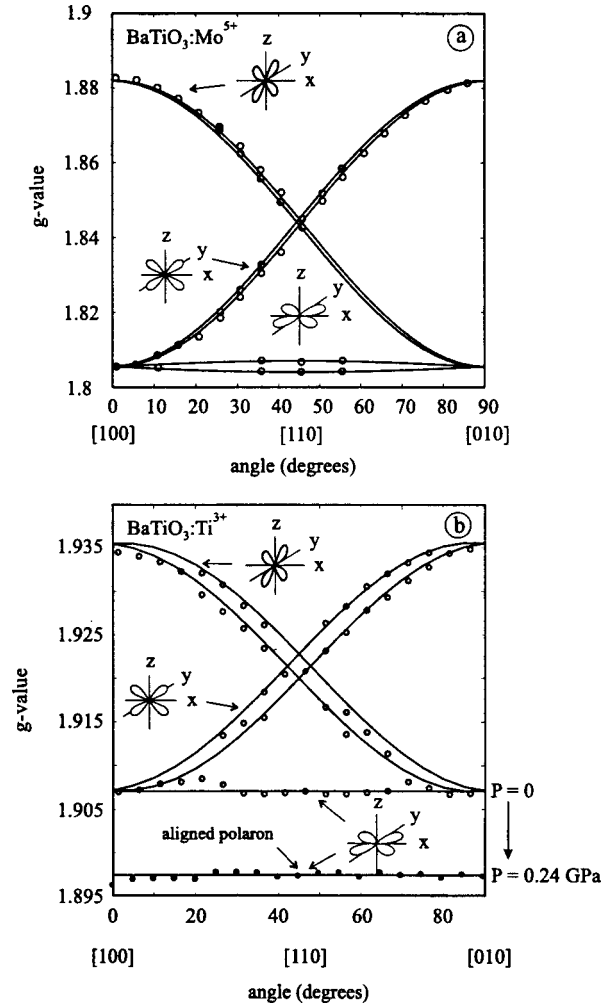 1.9
BaTiO₃:Mo⁵⁺
a
z
y
x
1.88
1.86
g-value
1.84
z
y
x
z
y
x
1.82
1.8
0 10 20 30 40 50 60 70 80 90
[100] [110] [010]
angle (degrees)
BaTiO₃:Ti³⁺
b
z
y
x
1.935
1.925
g-value
z
y
x
1.915
1.907
P = 0
z
y
x
aligned polaron
P = 0.24 GPa
1.895
0 20 40 60 80
[100] [110] [010]
angle (degrees)